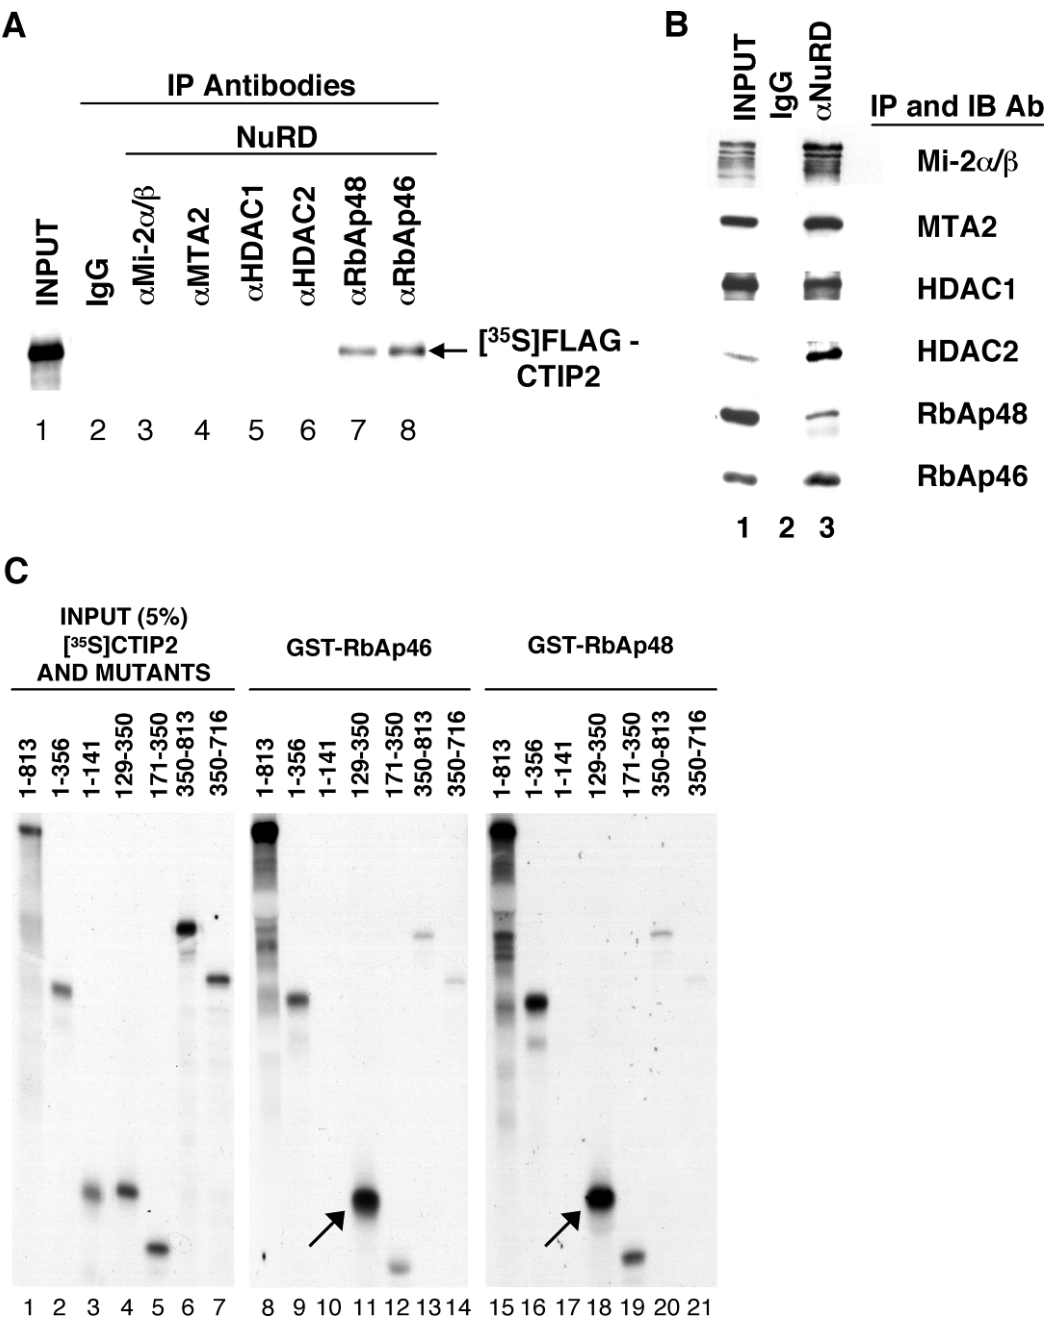 A
IP Antibodies
NuRD
INPUT
IgG
αMi-2α/β
αMTA2
αHDAC1
αHDAC2
αRbAp48
αRbAp46
[³⁵S]FLAG -
CTIP2
1 2 3 4 5 6 7 8
B
INPUT
IgG
αNuRD
IP and IB Ab
Mi-2α/β
MTA2
HDAC1
HDAC2
RbAp48
RbAp46
1 2 3
C
INPUT (5%)
[³⁵S]CTIP2
AND MUTANTS
GST-RbAp46
GST-RbAp48
1-813
1-356
1-141
129-350
171-350
350-813
350-716
1-813
1-356
1-141
129-350
171-350
350-813
350-716
1-813
1-356
1-141
129-350
171-350
350-813
350-716
1 2 3 4 5 6 7 8 9 10 11 12 13 14 15 16 17 18 19 20 21